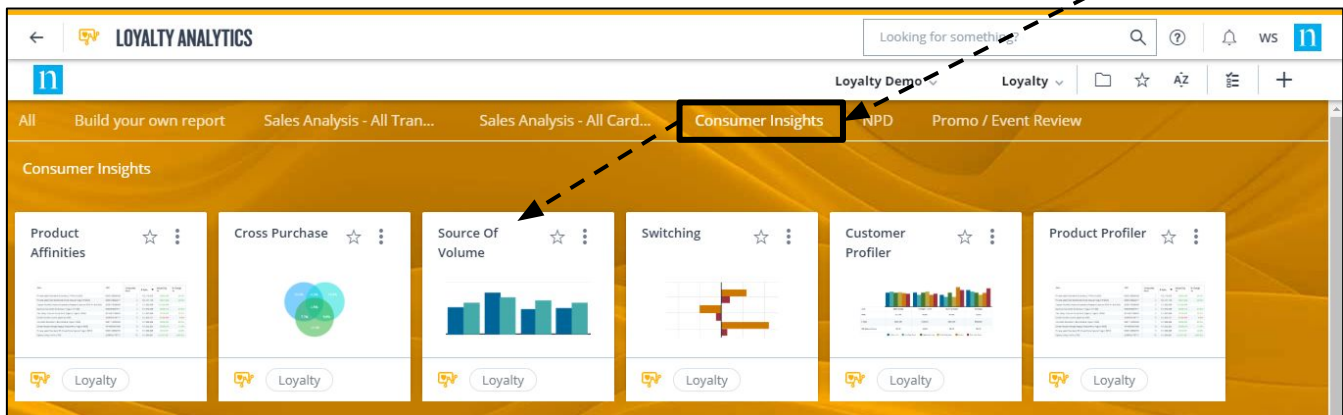 LOYALTY ANALYTICS
Looking for something?
WS
n
n
Loyalty Demo
Loyalty
AZ
All
Build your own report
Sales Analysis - All Tran...
Sales Analysis - All Card...
Consumer Insights
NPD
Promo / Event Review
Consumer Insights
Product
Affinities
Cross Purchase
Source Of
Volume
Switching
Customer
Profiler
Product Profiler
Loyalty
Loyalty
Loyalty
Loyalty
Loyalty
Loyalty